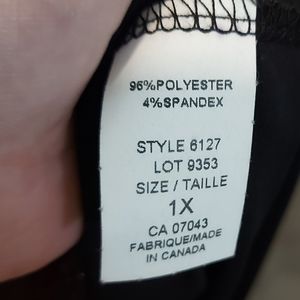 96%POLYESTER
4%SPANDEX
STYLE 6127
LOT 9353
SIZE / TAILLE
1X
CA 07043
FABRIQUE/MADE
IN CANADA